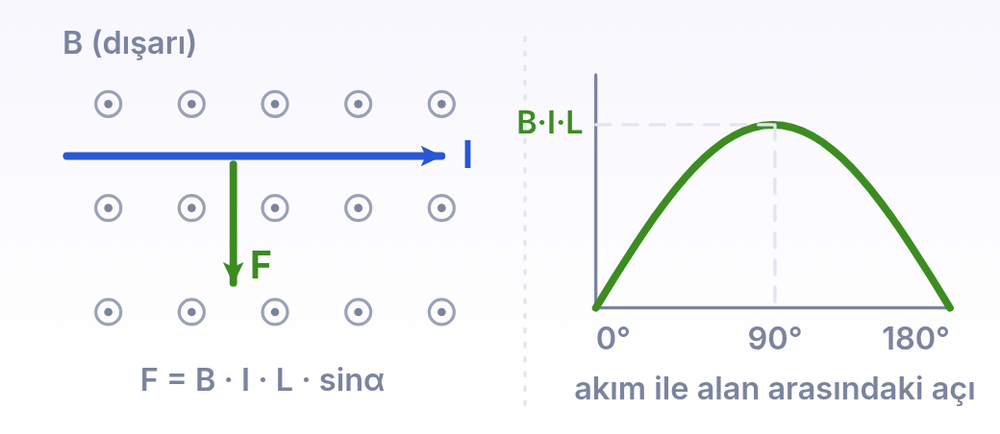 B (dışarı)
I
F
F = B · I · L · sinα
B·I·L
0° 90° 180°
akım ile alan arasındaki açı